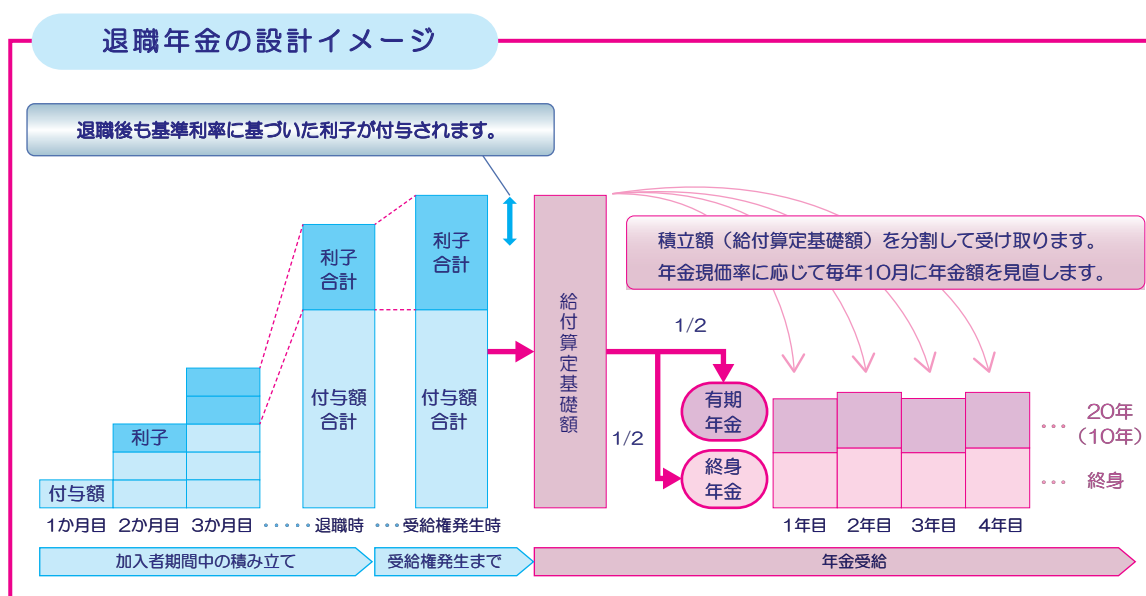 退職年金の設計イメージ
退職後も基準利率に基づいた利子が付与されます。
積立額（給付算定基礎額）を分割して受け取ります。
年金現価率に応じて毎年10月に年金額を見直します。
利子
合計
利子
合計
給付算定基礎額
1/2
1/2
付与額
合計
付与額
合計
有期
年金
終身
年金
利子
付与額
… 20年
（10年）
… 終身
1か月目 2か月目 3か月目 ・・・・・ 退職時 ・・・ 受給権発生時
1年目 2年目 3年目 4年目
加入者期間中の積み立て
受給権発生まで
年金受給